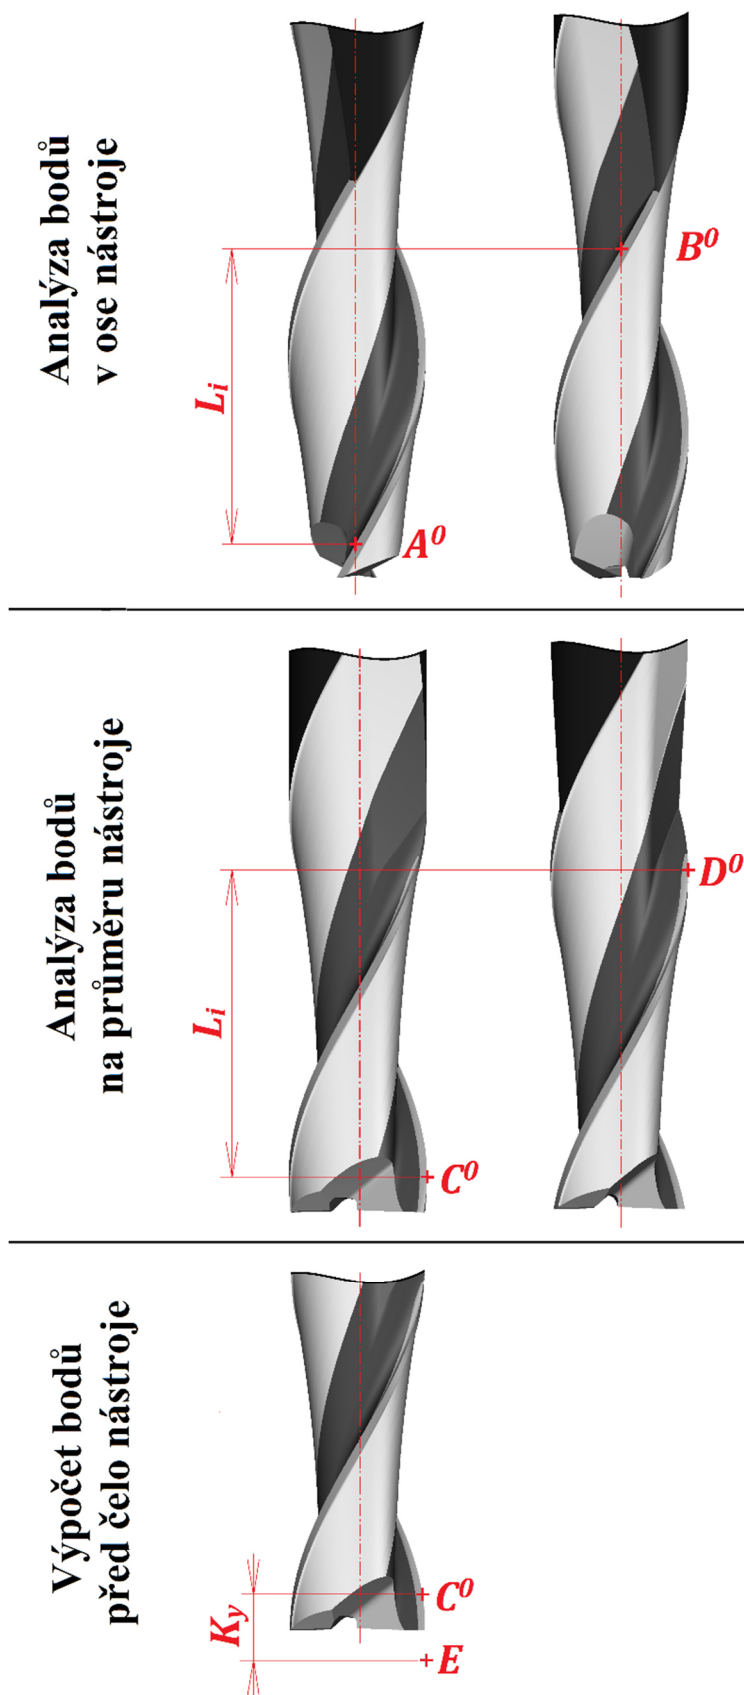 Analýza bodů
v ose nástroje
Lᵢ
A⁰
B⁰
Analýza bodů
na průměru nástroje
Lᵢ
C⁰
D⁰
Výpočet bodů
před čelo nástroje
Kᵧ
C⁰
E